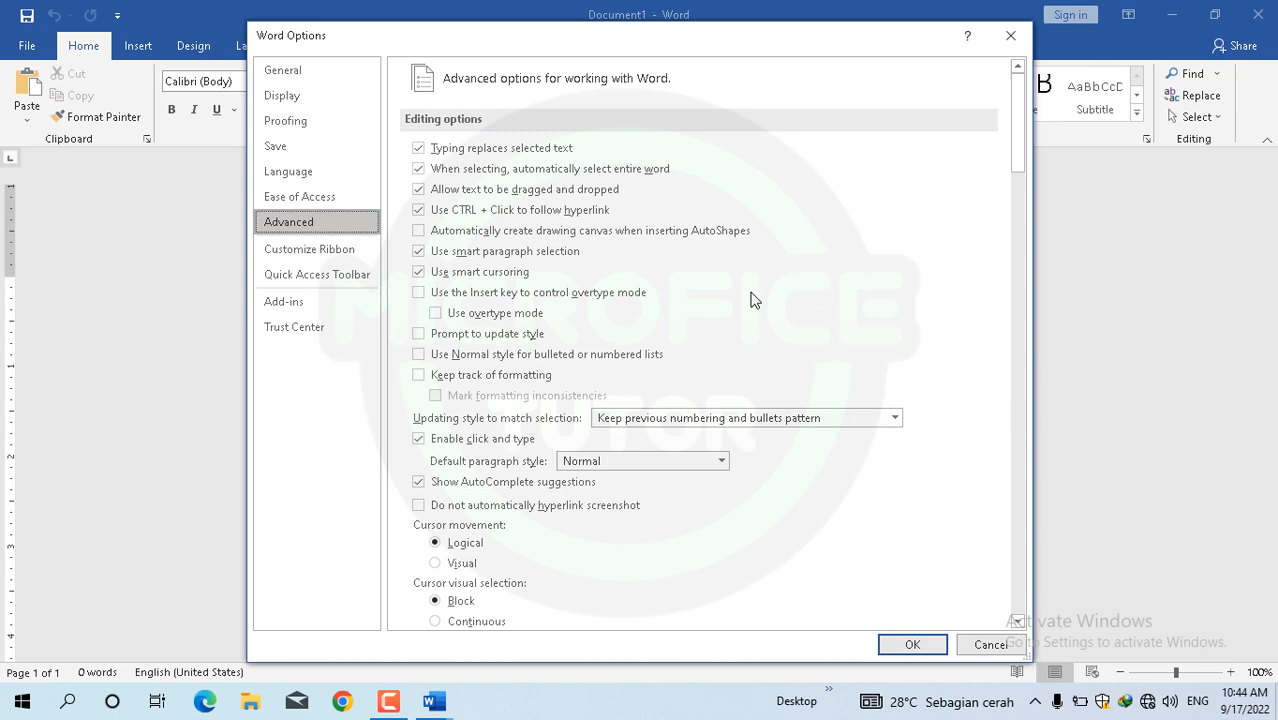 Document1 - Word
Sign in
File
Home
Insert
Design
Share
Word Options
?
Cut
Copy
Paste
Format Painter
Clipboard
Calibri (Body)
B I U
AaBbCcD
Subtitle
Find
Replace
Select
Editing
General
Display
Proofing
Save
Language
Ease of Access
Advanced
Customize Ribbon
Quick Access Toolbar
Add-ins
Trust Center
Advanced options for working with Word.
Editing options
Typing replaces selected text
When selecting, automatically select entire word
Allow text to be dragged and dropped
Use CTRL + Click to follow hyperlink
Automatically create drawing canvas when inserting AutoShapes
Use smart paragraph selection
Use smart cursoring
Use the Insert key to control overtype mode
Use overtype mode
Prompt to update style
Use Normal style for bulleted or numbered lists
Keep track of formatting
Mark formatting inconsistencies
Updating style to match selection: Keep previous numbering and bullets pattern
Enable click and type
Default paragraph style: Normal
Show AutoComplete suggestions
Do not automatically hyperlink screenshot
Cursor movement:
Logical
Visual
Cursor visual selection:
Block
Continuous
OK
Cancel
MICROFICE
TUTOR
Activate Windows
Go to Settings to activate Windows.
Page 1 of 1 0 words English (United States) 100%
Desktop 28°C Sebagian cerah ENG
10:44 AM
9/17/2022